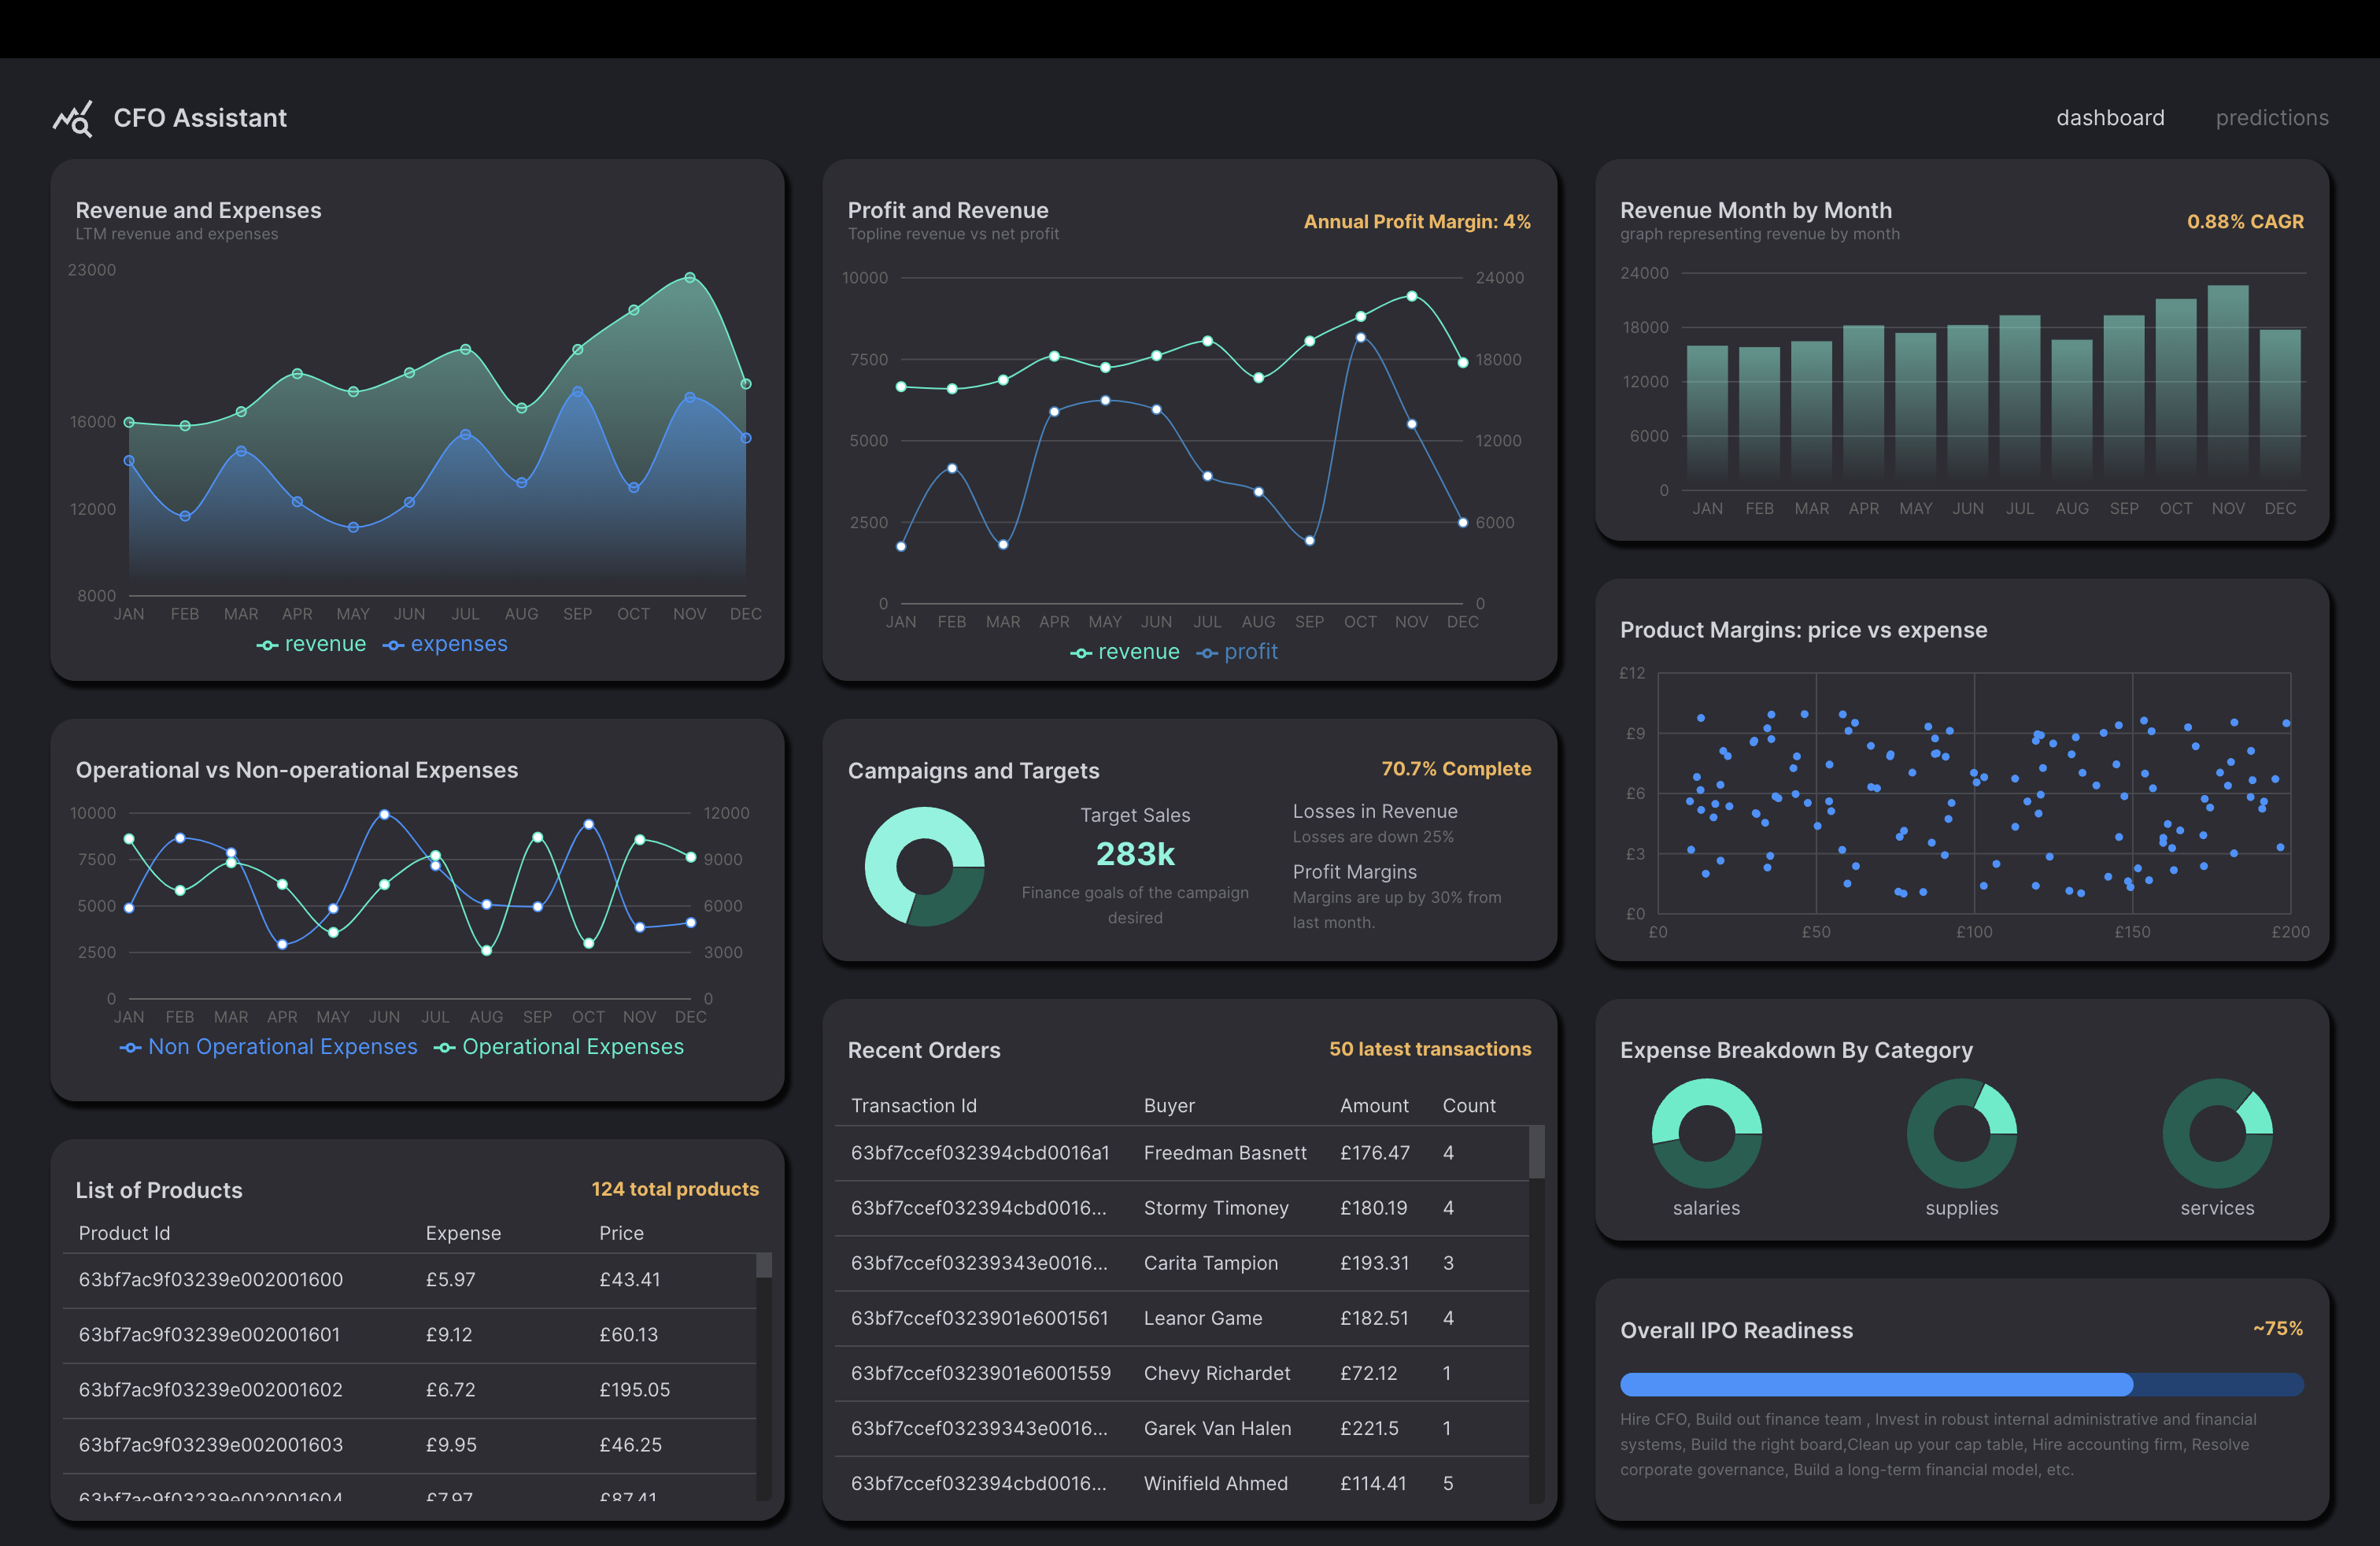 CFO Assistant
dashboard
predictions
Revenue and Expenses
LTM revenue and expenses
23000
16000
12000
8000
JAN FEB MAR APR MAY JUN JUL AUG SEP OCT NOV DEC
revenue expenses
Profit and Revenue
Topline revenue vs net profit
Annual Profit Margin: 4%
10000 24000
7500 18000
5000 12000
2500 6000
0 0
JAN FEB MAR APR MAY JUN JUL AUG SEP OCT NOV DEC
revenue profit
Revenue Month by Month
graph representing revenue by month
0.88% CAGR
24000
18000
12000
6000
0
JAN FEB MAR APR MAY JUN JUL AUG SEP OCT NOV DEC
Operational vs Non-operational Expenses
10000 12000
7500 9000
5000 6000
2500 3000
0 0
JAN FEB MAR APR MAY JUN JUL AUG SEP OCT NOV DEC
Non Operational Expenses Operational Expenses
Campaigns and Targets
70.7% Complete
Target Sales
283k
Finance goals of the campaign
desired
Losses in Revenue
Losses are down 25%
Profit Margins
Margins are up by 30% from
last month.
Product Margins: price vs expense
£12
£9
£6
£3
£0
£0 £50 £100 £150 £200
List of Products
124 total products
Product Id Expense Price
63bf7ac9f03239e002001600 £5.97 £43.41
63bf7ac9f03239e002001601 £9.12 £60.13
63bf7ac9f03239e002001602 £6.72 £195.05
63bf7ac9f03239e002001603 £9.95 £46.25
63bf7ac9f03239e002001604 £7.97 £87.41
Recent Orders
50 latest transactions
Transaction Id Buyer Amount Count
63bf7ccef032394cbd0016a1 Freedman Basnett £176.47 4
63bf7ccef032394cbd0016... Stormy Timoney £180.19 4
63bf7ccef03239343e0016... Carita Tampion £193.31 3
63bf7ccef0323901e6001561 Leanor Game £182.51 4
63bf7ccef0323901e6001559 Chevy Richardet £72.12 1
63bf7ccef03239343e0016... Garek Van Halen £221.5 1
63bf7ccef032394cbd0016... Winifield Ahmed £114.41 5
Expense Breakdown By Category
salaries
supplies
services
Overall IPO Readiness
~75%
Hire CFO, Build out finance team , Invest in robust internal administrative and financial
systems, Build the right board,Clean up your cap table, Hire accounting firm, Resolve
corporate governance, Build a long-term financial model, etc.